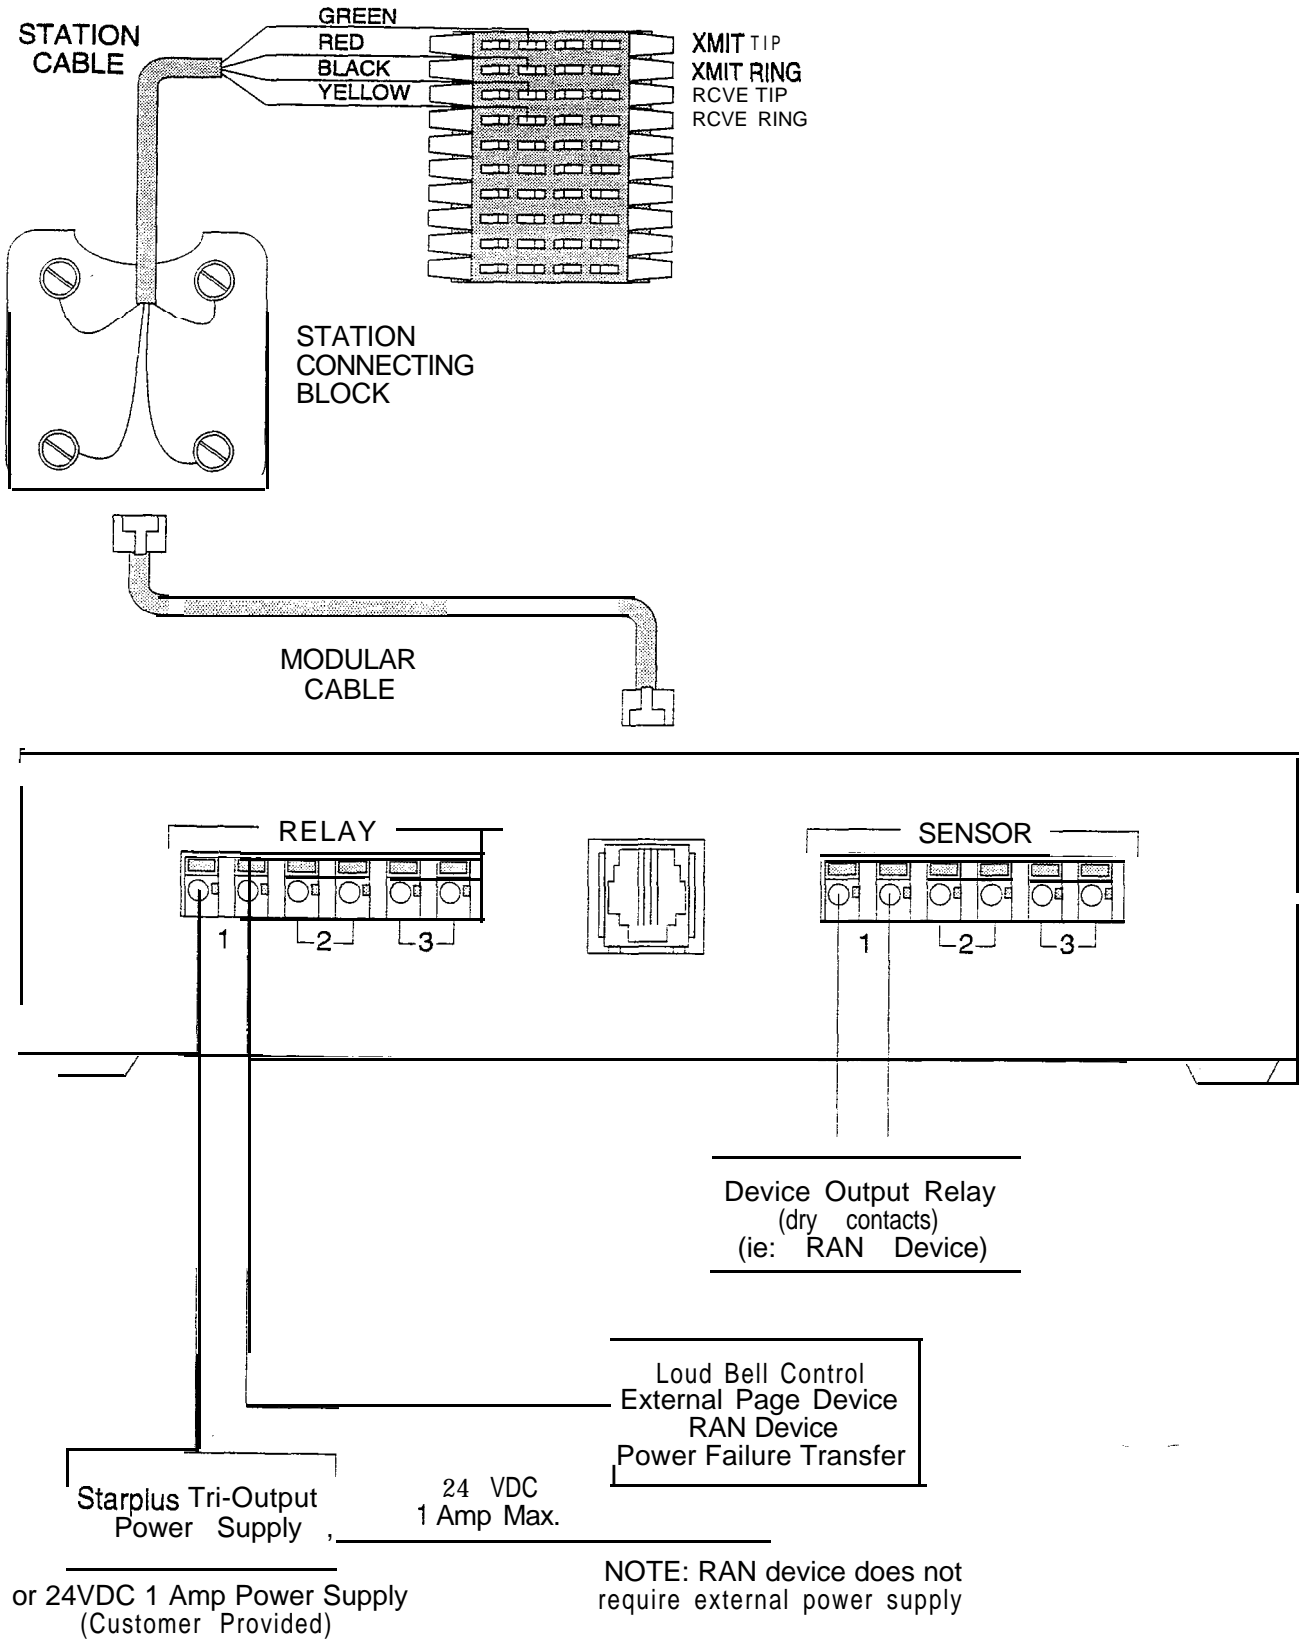 STATION
CABLE
GREEN
RED
BLACK
YELLOW
XMIT TIP
XMIT RING
RCVE TIP
RCVE RING
STATION
CONNECTING
BLOCK
MODULAR
CABLE
RELAY
SENSOR
1 2 3
1 2 3
Device Output Relay
(dry contacts)
(ie: RAN Device)
Loud Bell Control
External Page Device
RAN Device
Power Failure Transfer
Starplus Tri-Output
Power Supply ,
24 VDC
1 Amp Max.
or 24VDC 1 Amp Power Supply
(Customer Provided)
NOTE: RAN device does not
require external power supply